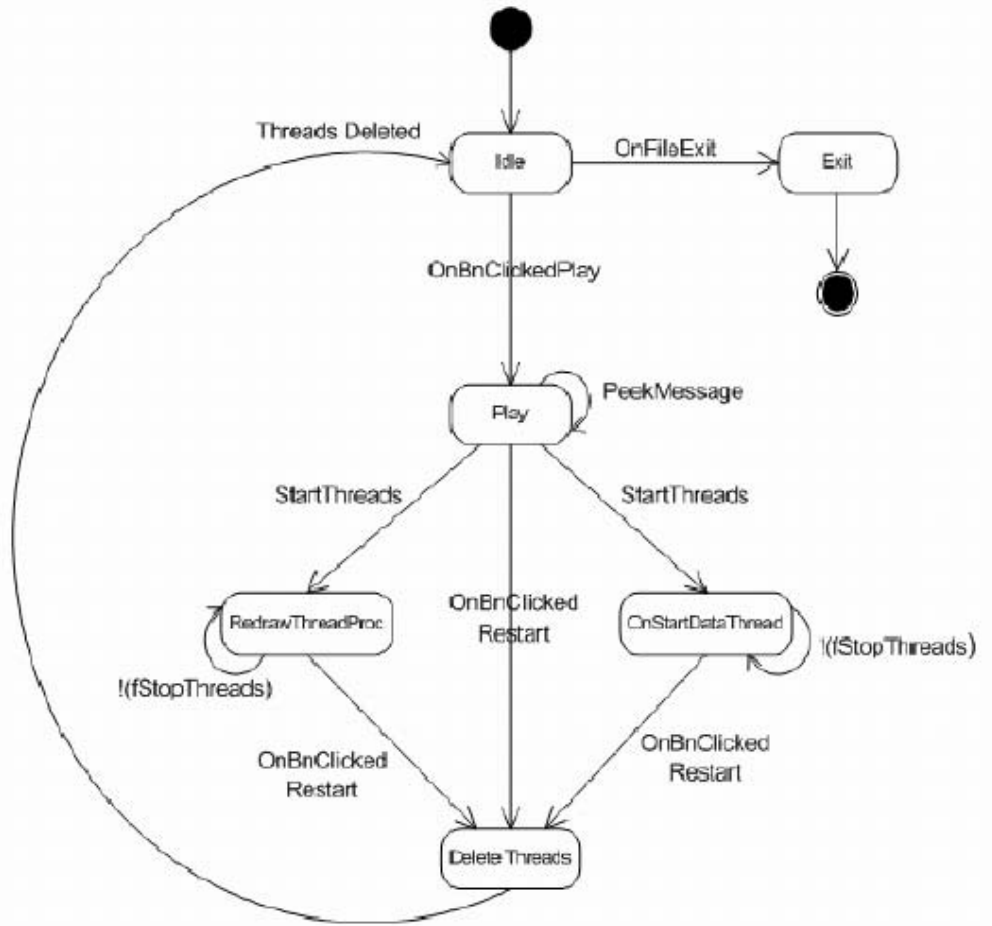 Threads Deleted
Idle
OnFileExit
Exit
OnBnClickedPlay
Play
PeekMessage
StartThreads
StartThreads
RedrawThreadProc
OnBnClicked
Restart
OnStartDataThread
!(fStopThreads)
!(fStopThreads)
OnBnClicked
Restart
OnBnClicked
Restart
Delete Threads